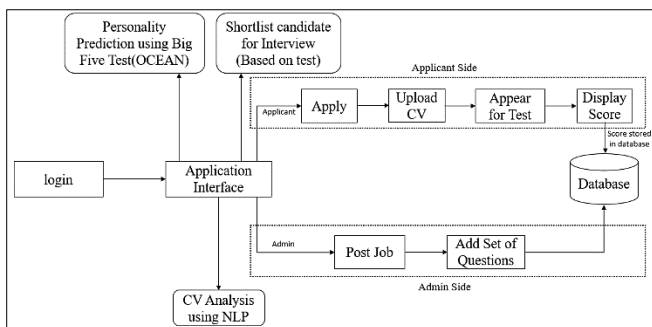 Personality
Prediction using Big
Five Test(OCEAN)
Shortlist candidate
for Interview
(Based on test)
Applicant Side
Applicant
Apply
Upload
CV
Appear
for Test
Display
Score
Score stored
in database
login
Application
Interface
Database
Admin
Post Job
Add Set of
Questions
Admin Side
CV Analysis
using NLP